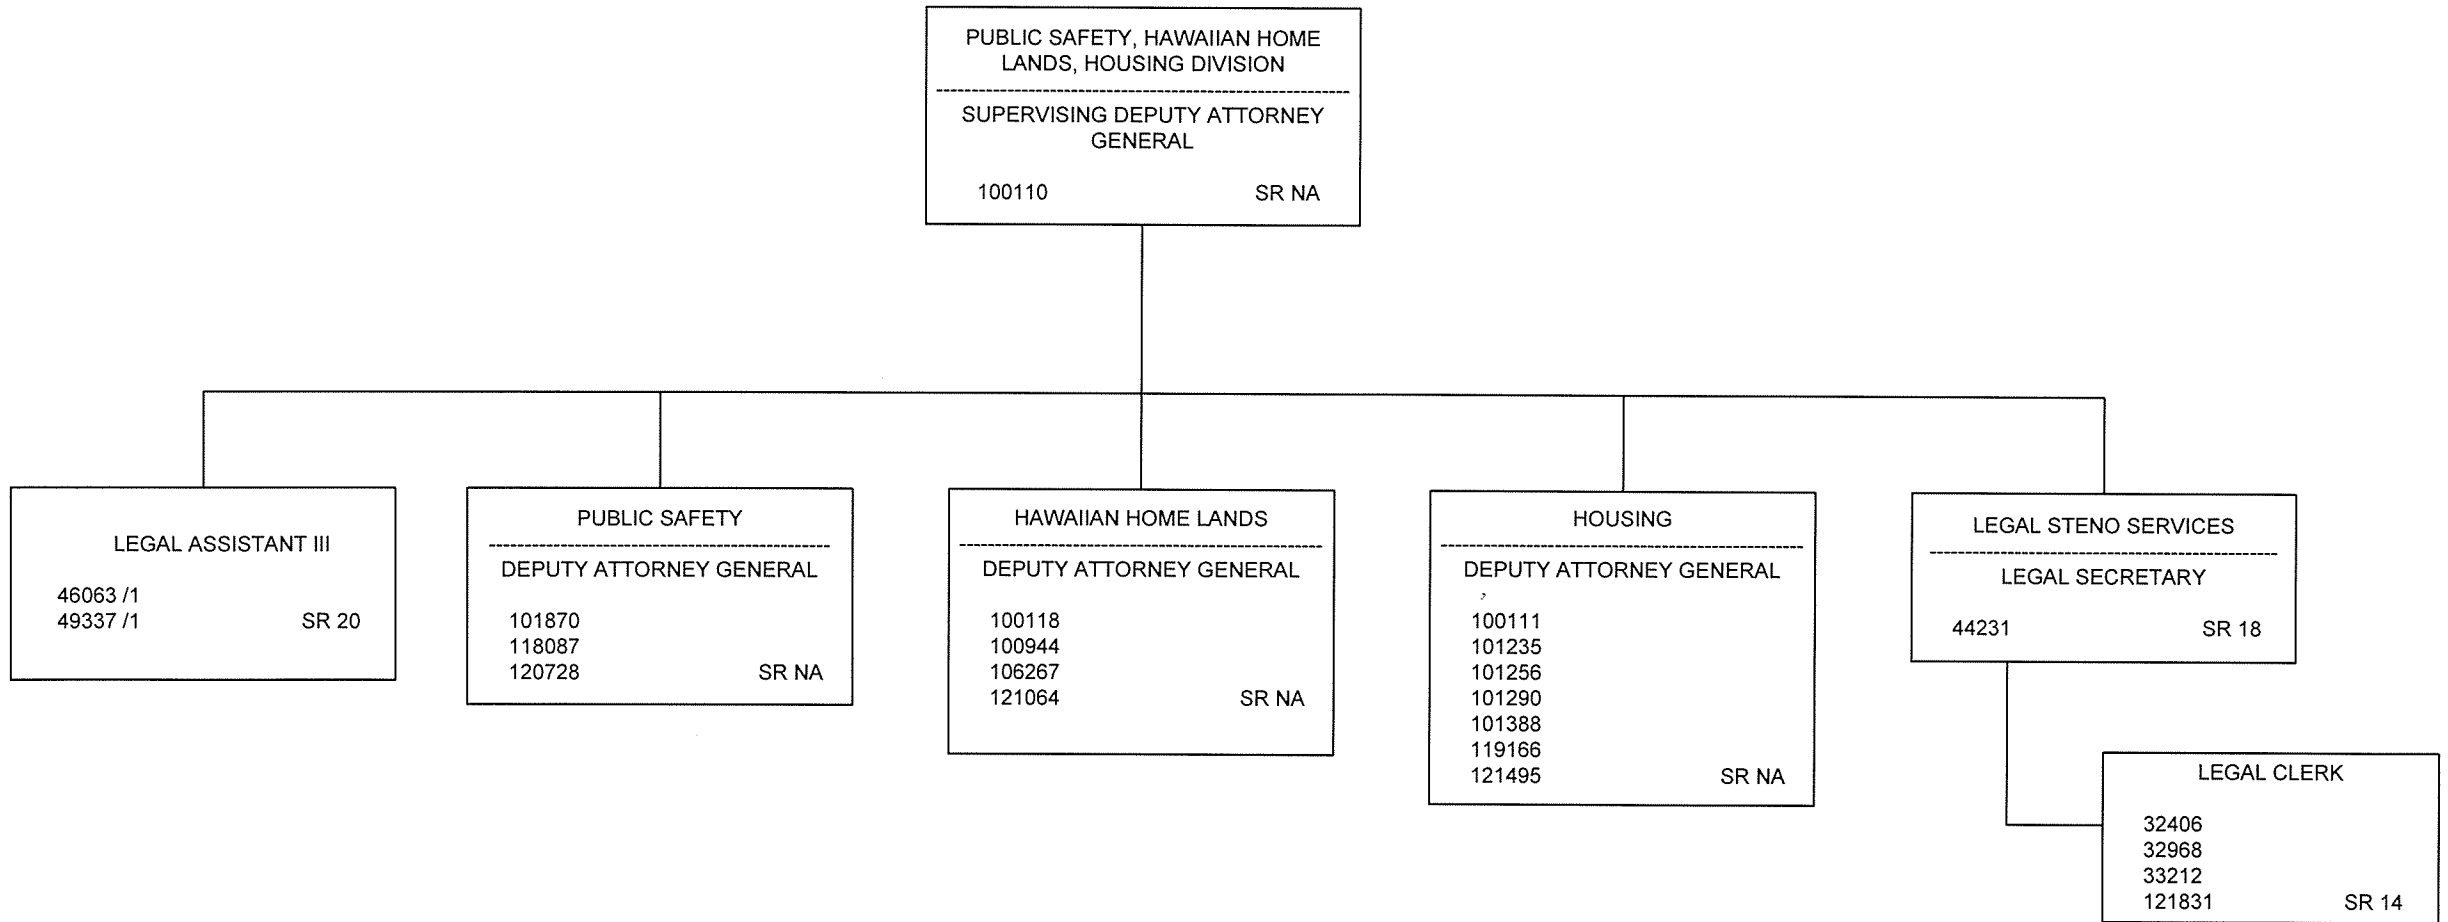 PUBLIC SAFETY, HAWAIIAN HOME
LANDS, HOUSING DIVISION
SUPERVISING DEPUTY ATTORNEY
GENERAL
100110 SR NA
LEGAL ASSISTANT III
46063 /1
49337 /1 SR 20
PUBLIC SAFETY
DEPUTY ATTORNEY GENERAL
101870
118087
120728 SR NA
HAWAIIAN HOME LANDS
DEPUTY ATTORNEY GENERAL
100118
100944
106267
121064 SR NA
HOUSING
DEPUTY ATTORNEY GENERAL
100111
101235
101256
101290
101388
119166
121495 SR NA
LEGAL STENO SERVICES
LEGAL SECRETARY
44231 SR 18
LEGAL CLERK
32406
32968
33212
121831 SR 14